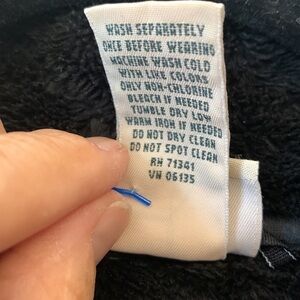 WASH SEPARATELY
ONCE BEFORE WEARING
MACHINE WASH COLD
WITH LIKE COLORS
ONLY NON-CHLORINE
BLEACH IF NEEDED
TUMBLE DRY LOW
WARM IRON IF NEEDED
DO NOT DRY CLEAN
DO NOT SPOT CLEAN
RN 71341
VN 06135